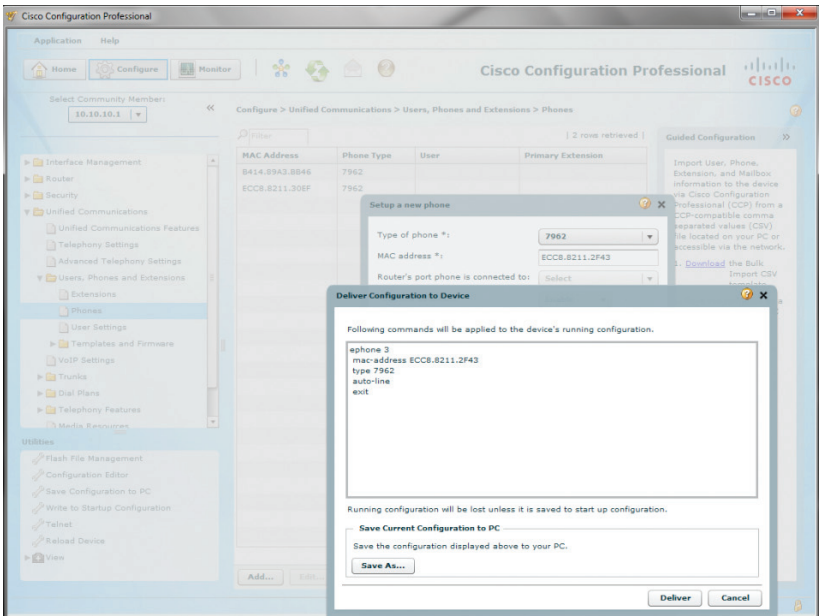 Cisco Configuration Professional
Application Help
Home Configure Monitor
Cisco Configuration Professional
CISCO
Select Community Member:
10.10.10.1
Configure > Unified Communications > Users, Phones and Extensions > Phones
Interface Management
Router
Security
Unified Communications
Unified Communications Features
Telephony Settings
Advanced Telephony Settings
Users, Phones and Extensions
Extensions
Phones
User Settings
Templates and Firmware
VoIP Settings
Trunks
Dial Plans
Telephony Features
Media Resources
Utilities
Flash File Management
Configuration Editor
Save Configuration to PC
Write to Startup Configuration
Telnet
Reload Device
View
Filter
[ 2 rows retrieved ]
MAC Address Phone Type User Primary Extension
B414.89A3.8B46 7962
ECC8.8211.30EF 7962
Add... Edit...
Guided Configuration
Import User, Phone,
Extension, and Mailbox
information to the device
via Cisco Configuration
Professional (CCP) from a
CCP-compatible comma
separated values (CSV)
file located on your PC or
accessible via the network.
1. Download the Bulk
Import CSV
Setup a new phone
Type of phone *: 7962
MAC address *: ECC8.8211.2F43
Router's port phone is connected to: Select
Deliver Configuration to Device
Following commands will be applied to the device's running configuration.
ephone 3
mac-address ECC8.8211.2F43
type 7962
auto-line
exit
Running configuration will be lost unless it is saved to start up configuration.
Save Current Configuration to PC
Save the configuration displayed above to your PC.
Save As...
Deliver Cancel